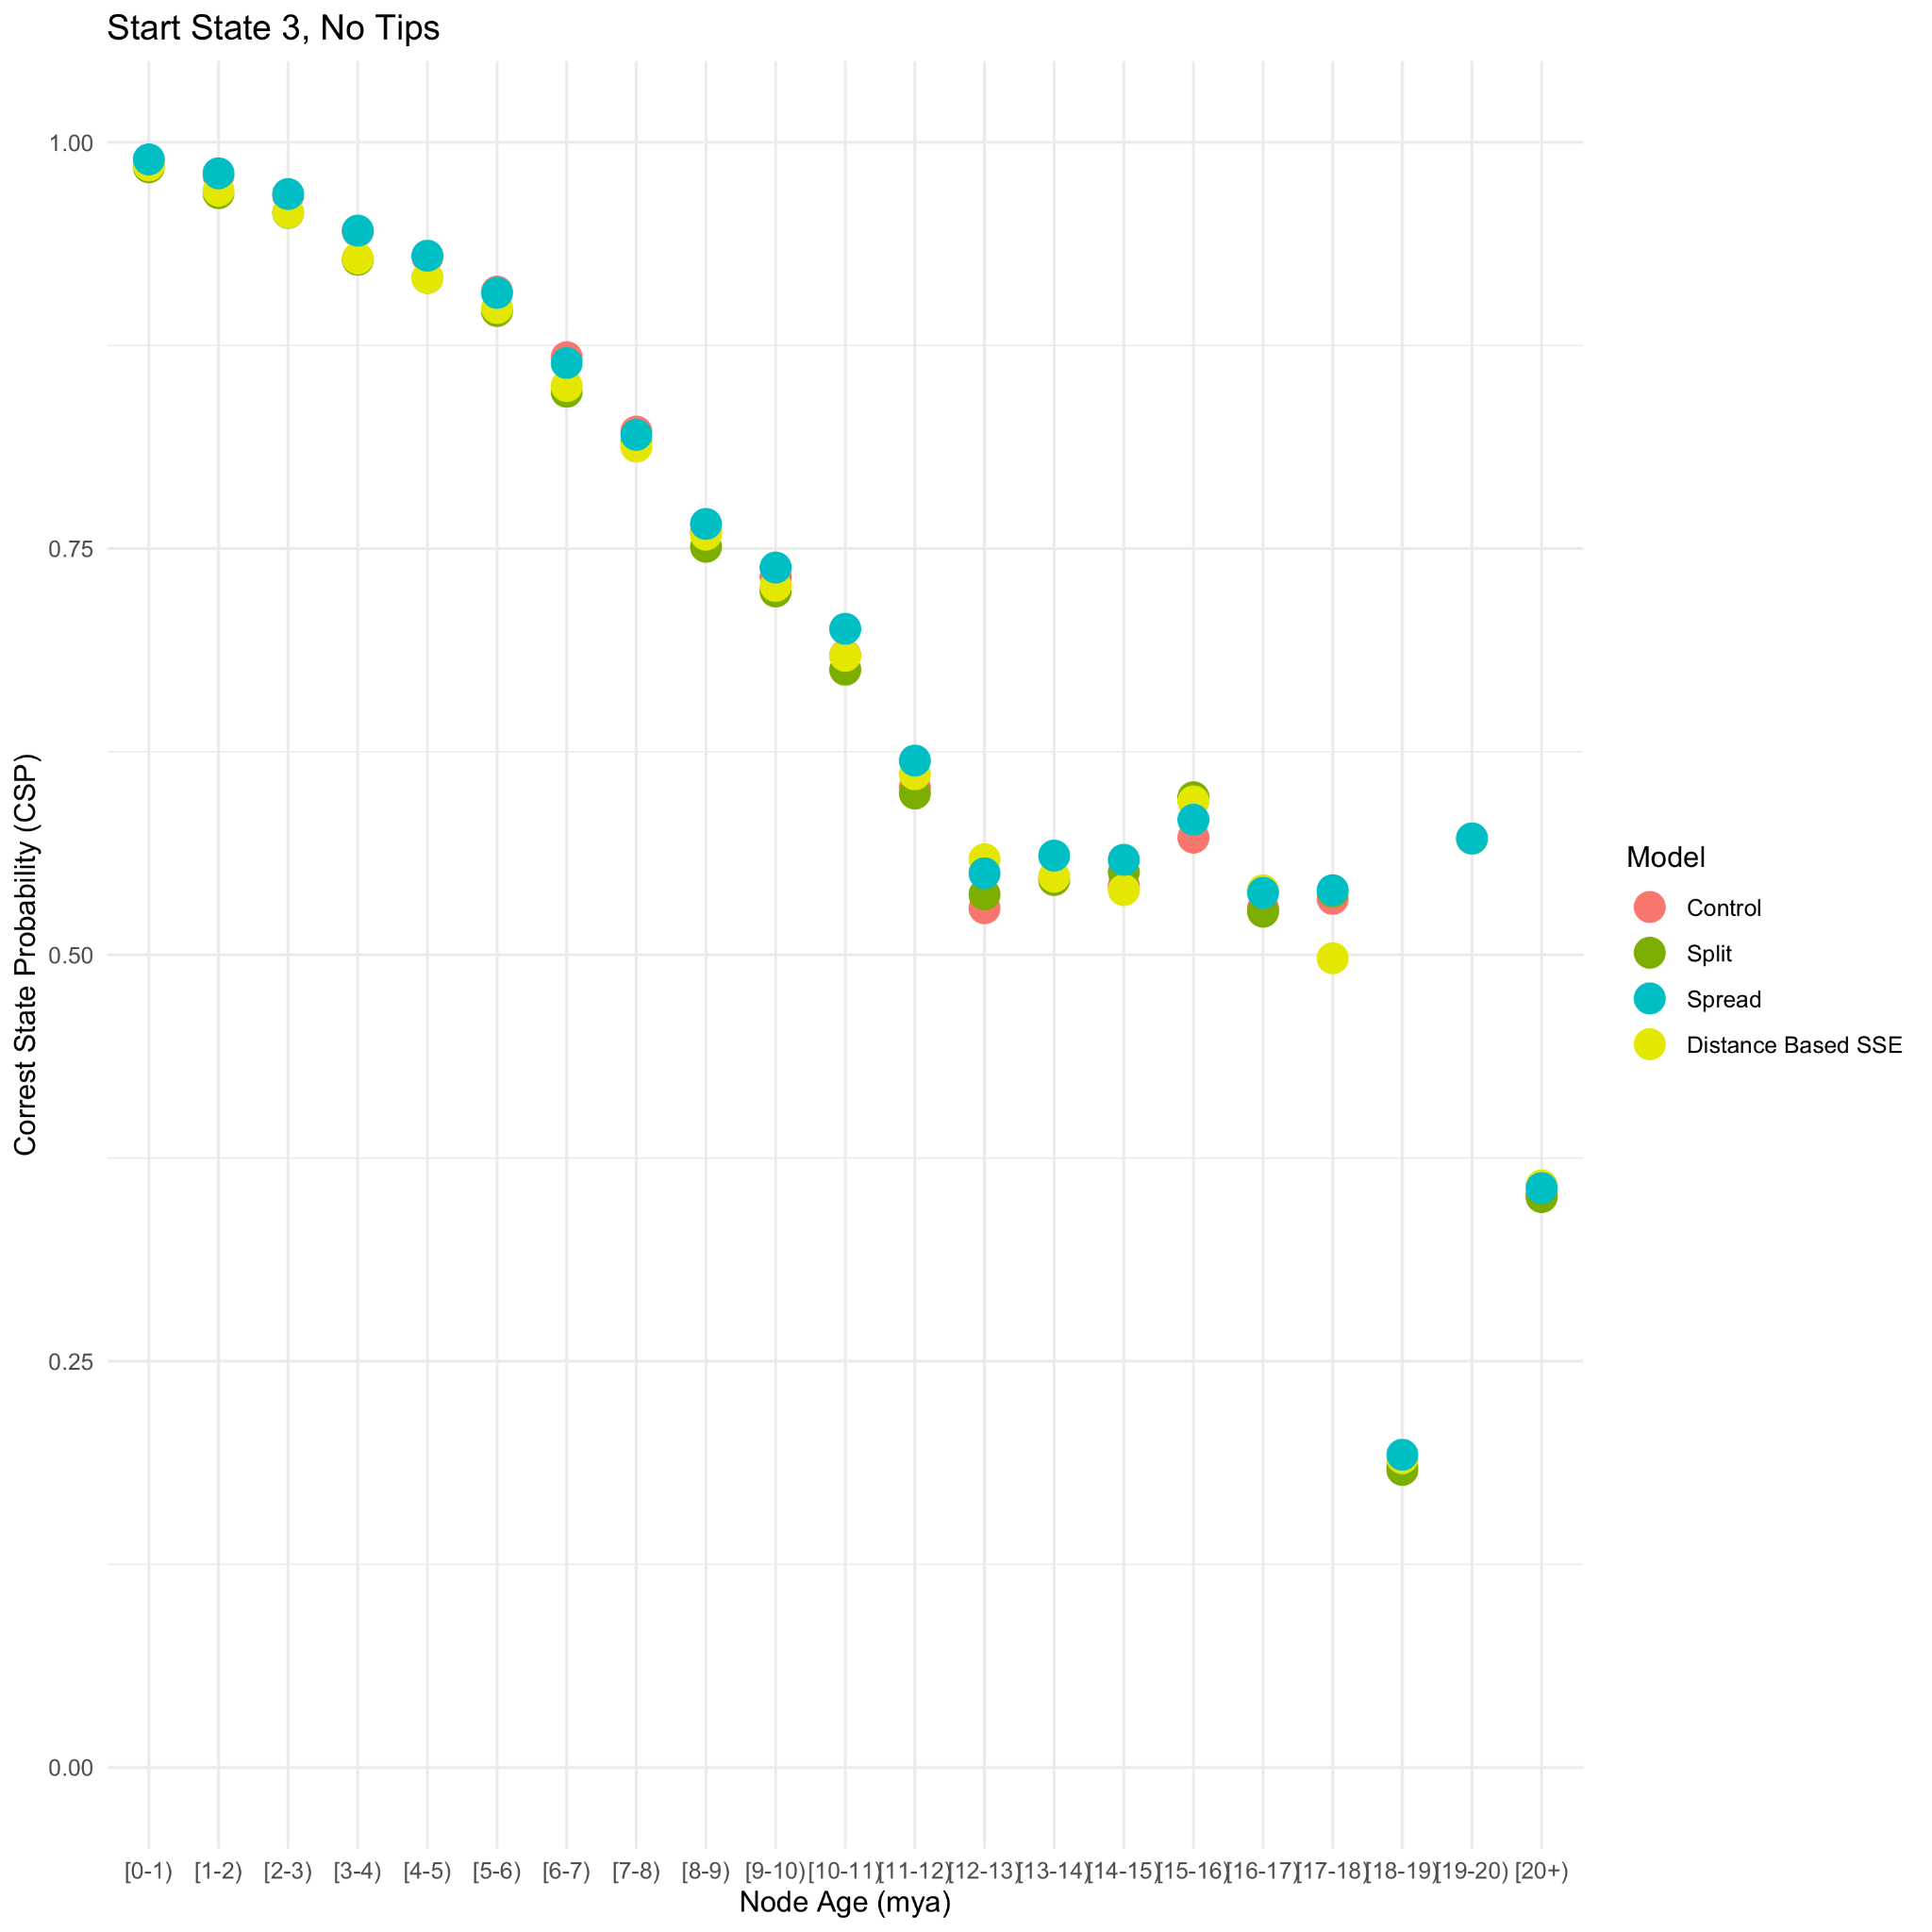 Start State 3, No Tips
Correst State Probability (CSP)
1.00
0.75
0.50
0.25
0.00
[0-1) [1-2) [2-3) [3-4) [4-5) [5-6) [6-7) [7-8) [8-9) [9-10) [10-11) [11-12) [12-13) [13-14) [14-15) [15-16) [16-17) [17-18) [18-19) [19-20) [20+)
Node Age (mya)
Model
Control
Split
Spread
Distance Based SSE